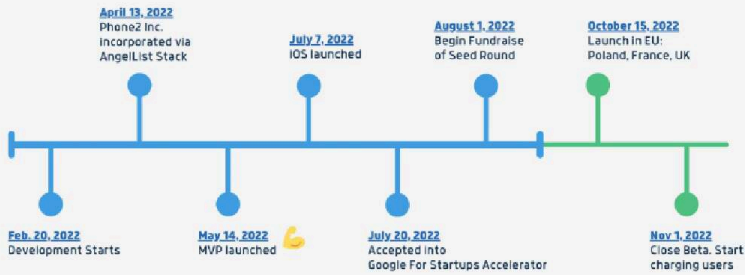 April 13, 2022
Phone2 Inc.
incorporated via
AngelList Stack
July 7, 2022
iOS launched
August 1, 2022
Begin Fundraise
of Seed Round
October 15, 2022
Launch in EU:
Poland, France, UK
Feb. 20, 2022
Development Starts
May 14, 2022
MVP launched 💪
July 20, 2022
Accepted into
Google For Startups Accelerator
Nov 1, 2022
Close Beta. Start
charging users